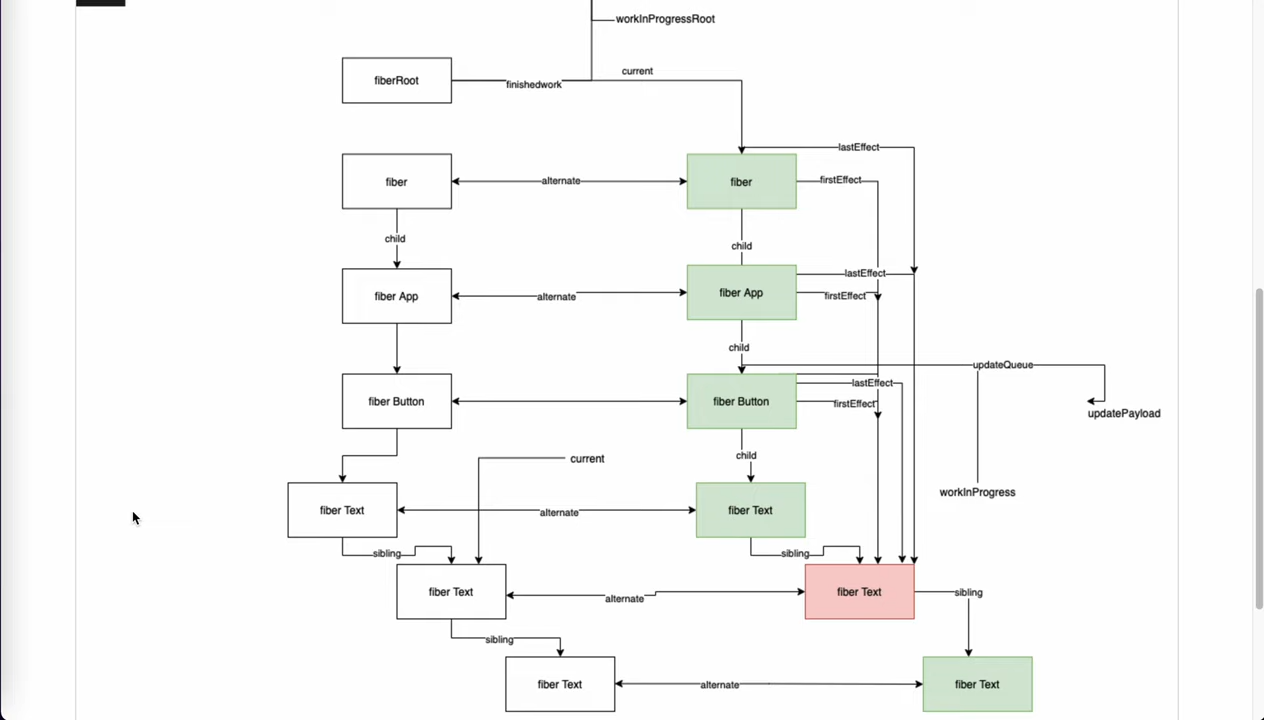 workInProgressRoot
current
fiberRoot
finishedwork
lastEffect
fiber
alternate
fiber
firstEffect
child
child
lastEffect
fiber App
alternate
fiber App
firstEffect
child
updateQueue
lastEffect
fiber Button
fiber Button
firstEffect
updatePayload
child
current
workInProgress
fiber Text
alternate
fiber Text
sibling
sibling
fiber Text
alternate
fiber Text
sibling
sibling
fiber Text
alternate
fiber Text